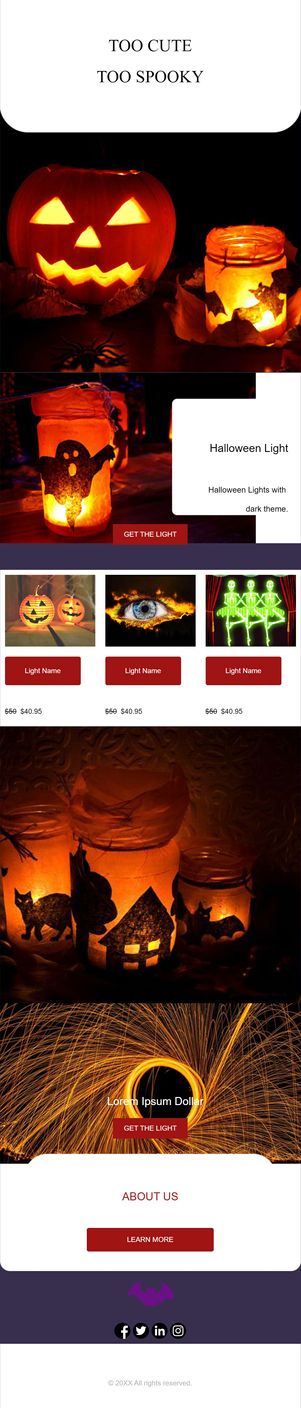 TOO CUTE
TOO SPOOKY
Halloween Light
Halloween Lights with
dark theme.
GET THE LIGHT
Light Name
Light Name
Light Name
$50 $40.95
$50 $40.95
$50 $40.95
Lorem Ipsum Dollar
GET THE LIGHT
ABOUT US
LEARN MORE
© 20XX All rights reserved.